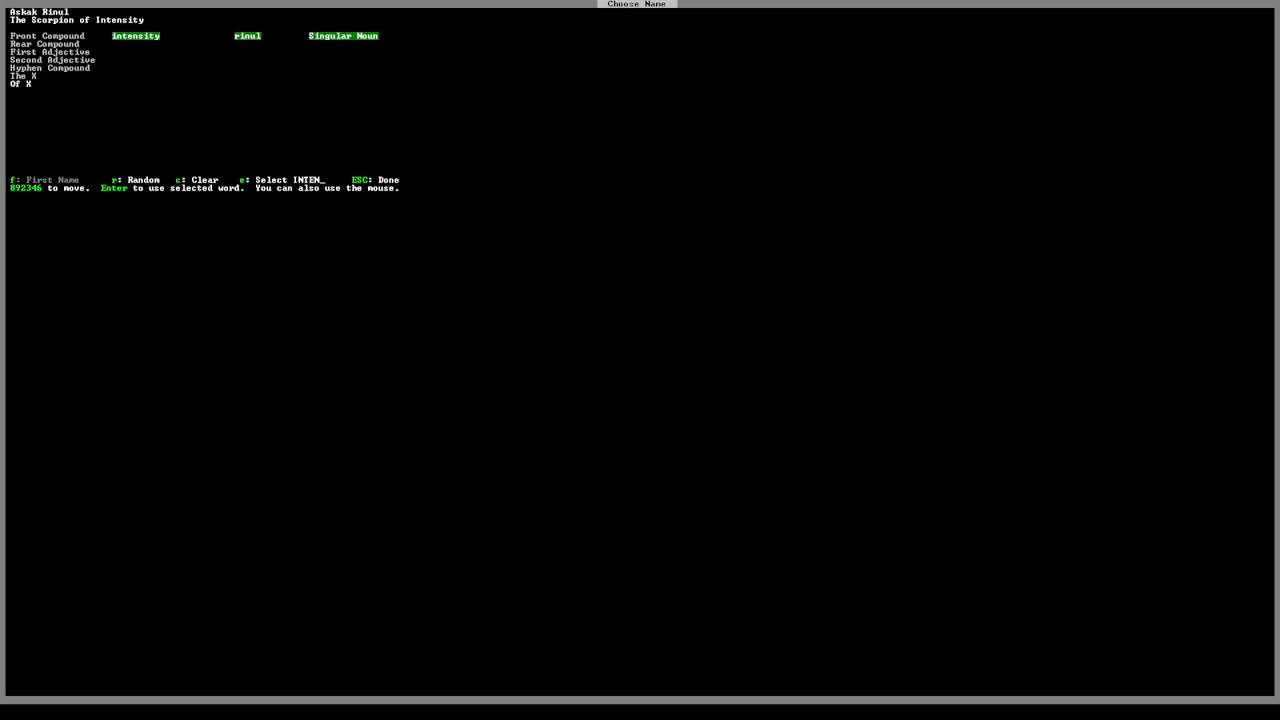 Choose Name
Askak Rinul
The Scorpion of Intensity
Front Compound intensity rinul Singular Noun
Rear Compound
First Adjective
Second Adjective
Hyphen Compound
The X
Of X
f: First Name r: Random c: Clear e: Select INTEN_ ESC: Done
892346 to move. Enter to use selected word. You can also use the mouse.